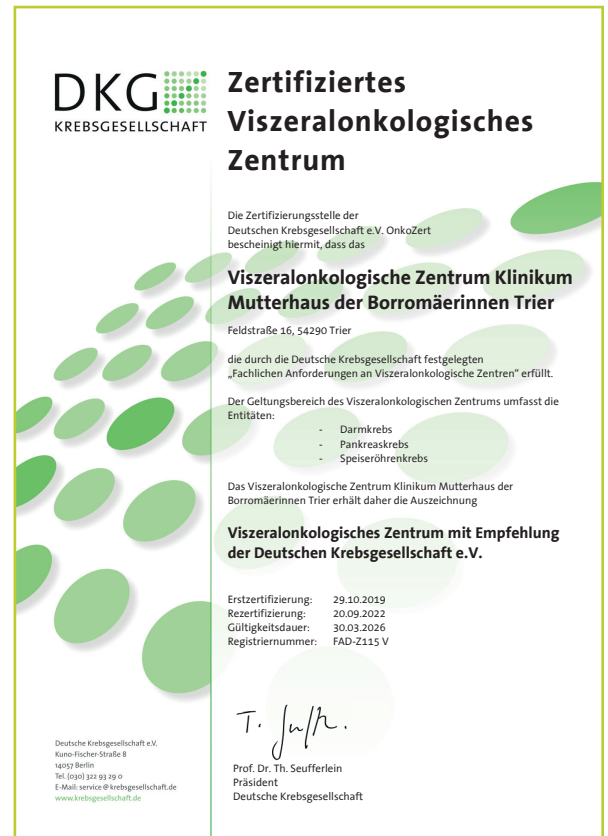 DKG
KREBSGESELLSCHAFT
Zertifiziertes
Viszeralonkologisches
Zentrum
Die Zertifizierungsstelle der
Deutschen Krebsgesellschaft e.V. OnkoZert
bescheinigt hiermit, dass das
Viszeralonkologische Zentrum Klinikum
Mutterhaus der Borromäerinnen Trier
Feldstraße 16, 54290 Trier
die durch die Deutsche Krebsgesellschaft festgelegten
„Fachlichen Anforderungen an Viszeralonkologische Zentren“ erfüllt.
Der Geltungsbereich des Viszeralonkologischen Zentrums umfasst die
Entitäten:
- Darmkrebs
- Pankreaskrebs
- Speiseröhrenkrebs
Das Viszeralonkologische Zentrum Klinikum Mutterhaus der
Borromäerinnen Trier erhält daher die Auszeichnung
Viszeralonkologisches Zentrum mit Empfehlung
der Deutschen Krebsgesellschaft e.V.
Erstzertifizierung: 29.10.2019
Rezertifizierung: 20.09.2022
Gültigkeitsdauer: 30.03.2026
Registriernummer: FAD-Z115 V
T.
Prof. Dr. Th. Seufferlein
Präsident
Deutsche Krebsgesellschaft
Deutsche Krebsgesellschaft e.V.
Kuno-Fischer-Straße 8
14057 Berlin
Tel. (030) 322 93 29 0
E-Mail: service@krebsgesellschaft.de
www.krebsgesellschaft.de